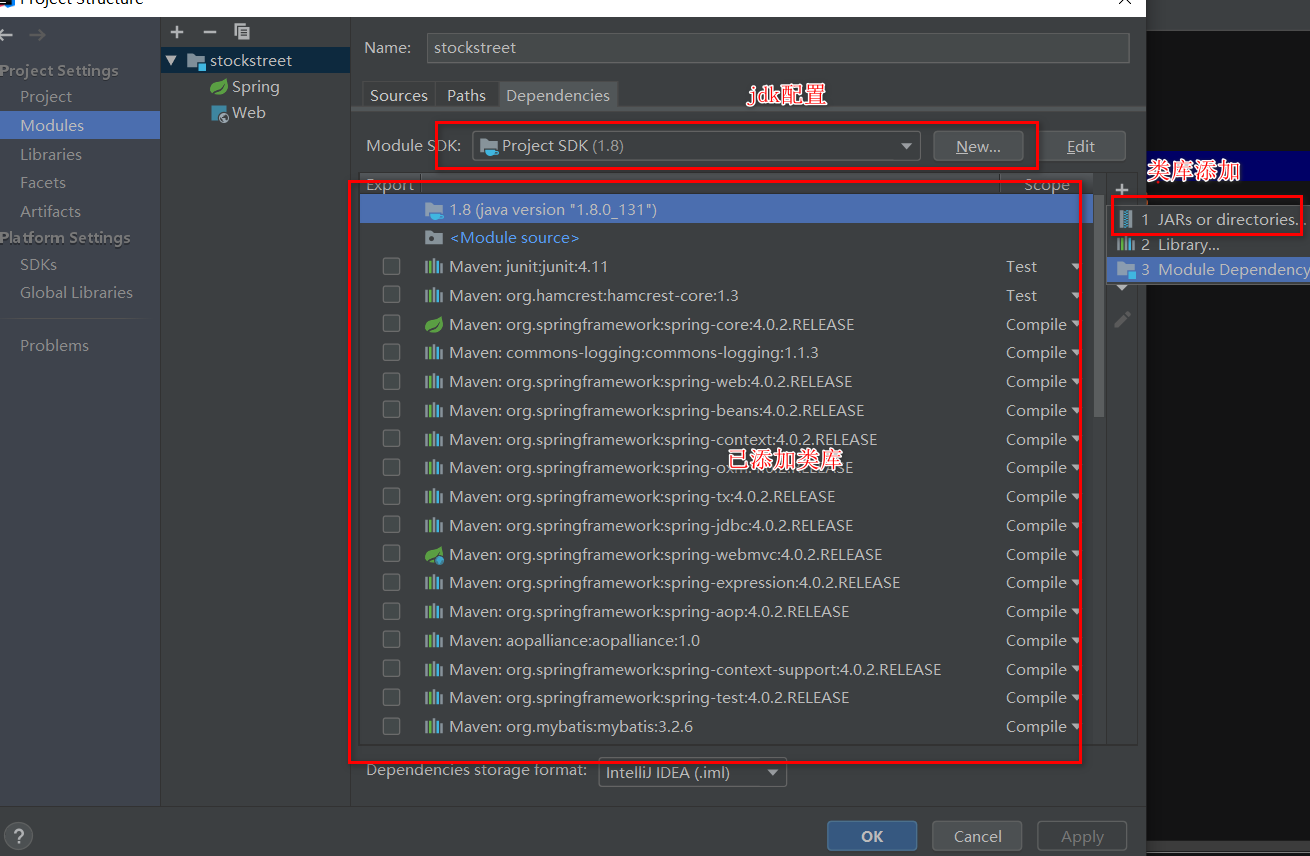 Project Structure
Name: stockstreet
Project Settings
Project
Modules
Libraries
Facets
Artifacts
Platform Settings
SDKs
Global Libraries
Problems
stockstreet
Spring
Web
Sources Paths Dependencies
jdk配置
Module SDK: Project SDK (1.8) New... Edit
类库添加
Export Scope
1 JARs or directories...
2 Library...
3 Module Dependency
1.8 (java version "1.8.0_131")
<Module source>
Maven: junit:junit:4.11 Test
Maven: org.hamcrest:hamcrest-core:1.3 Test
Maven: org.springframework:spring-core:4.0.2.RELEASE Compile
Maven: commons-logging:commons-logging:1.1.3 Compile
Maven: org.springframework:spring-web:4.0.2.RELEASE Compile
Maven: org.springframework:spring-beans:4.0.2.RELEASE Compile
Maven: org.springframework:spring-context:4.0.2.RELEASE Compile
已添加类库
Maven: org.springframework:spring-oxm:4.0.2.RELEASE Compile
Maven: org.springframework:spring-tx:4.0.2.RELEASE Compile
Maven: org.springframework:spring-jdbc:4.0.2.RELEASE Compile
Maven: org.springframework:spring-webmvc:4.0.2.RELEASE Compile
Maven: org.springframework:spring-expression:4.0.2.RELEASE Compile
Maven: org.springframework:spring-aop:4.0.2.RELEASE Compile
Maven: aopalliance:aopalliance:1.0 Compile
Maven: org.springframework:spring-context-support:4.0.2.RELEASE Compile
Maven: org.springframework:spring-test:4.0.2.RELEASE Compile
Maven: org.mybatis:mybatis:3.2.6 Compile
Dependencies storage format: IntelliJ IDEA (.iml)
? OK Cancel Apply